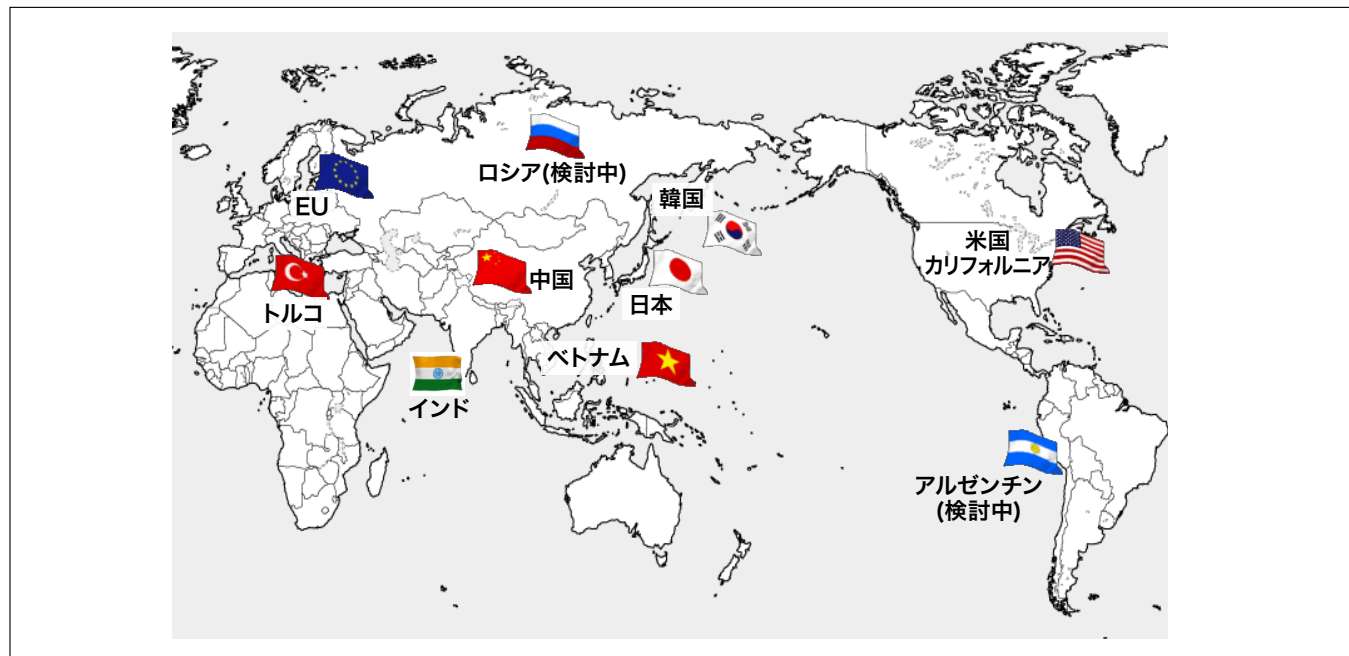 ロシア(検討中)
韓国
EU
米国
カリフォルニア
中国
日本
トルコ
ベトナム
インド
アルゼンチン
(検討中)